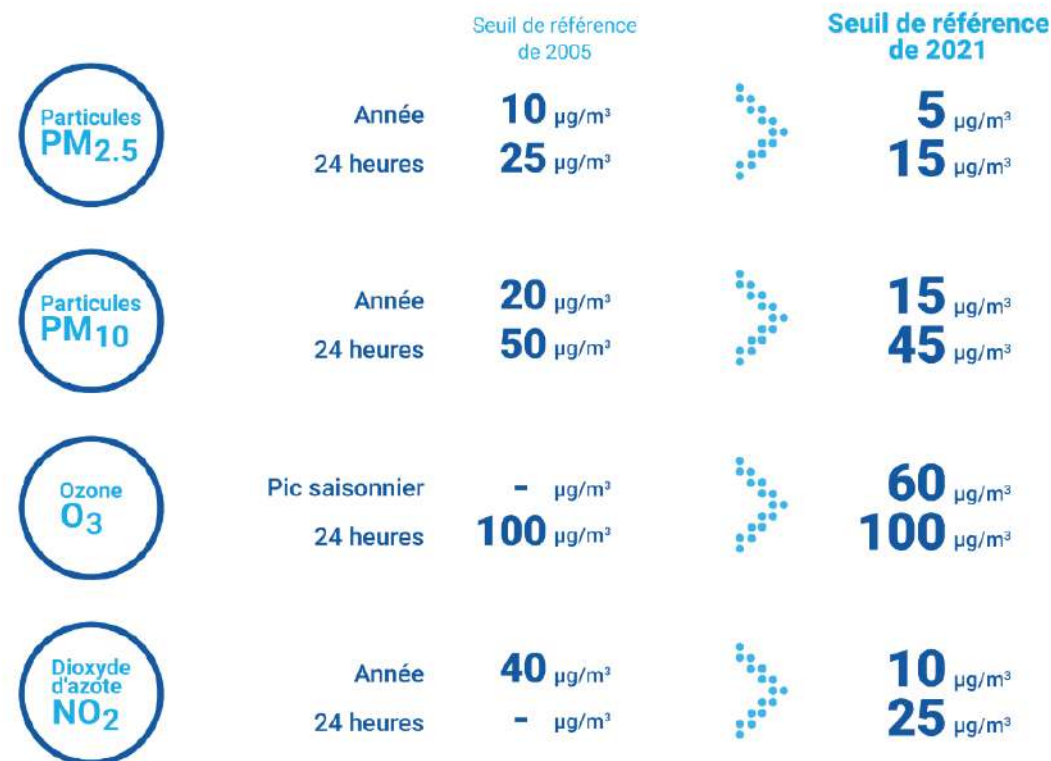 Seuil de référence
de 2005
Seuil de référence
de 2021
Particules
PM2.5
Année 10 µg/m³ 5 µg/m³
24 heures 25 µg/m³ 15 µg/m³
Particules
PM10
Année 20 µg/m³ 15 µg/m³
24 heures 50 µg/m³ 45 µg/m³
Ozone
O3
Pic saisonnier - µg/m³ 60 µg/m³
24 heures 100 µg/m³ 100 µg/m³
Dioxyde
d'azote
NO2
Année 40 µg/m³ 10 µg/m³
24 heures - µg/m³ 25 µg/m³